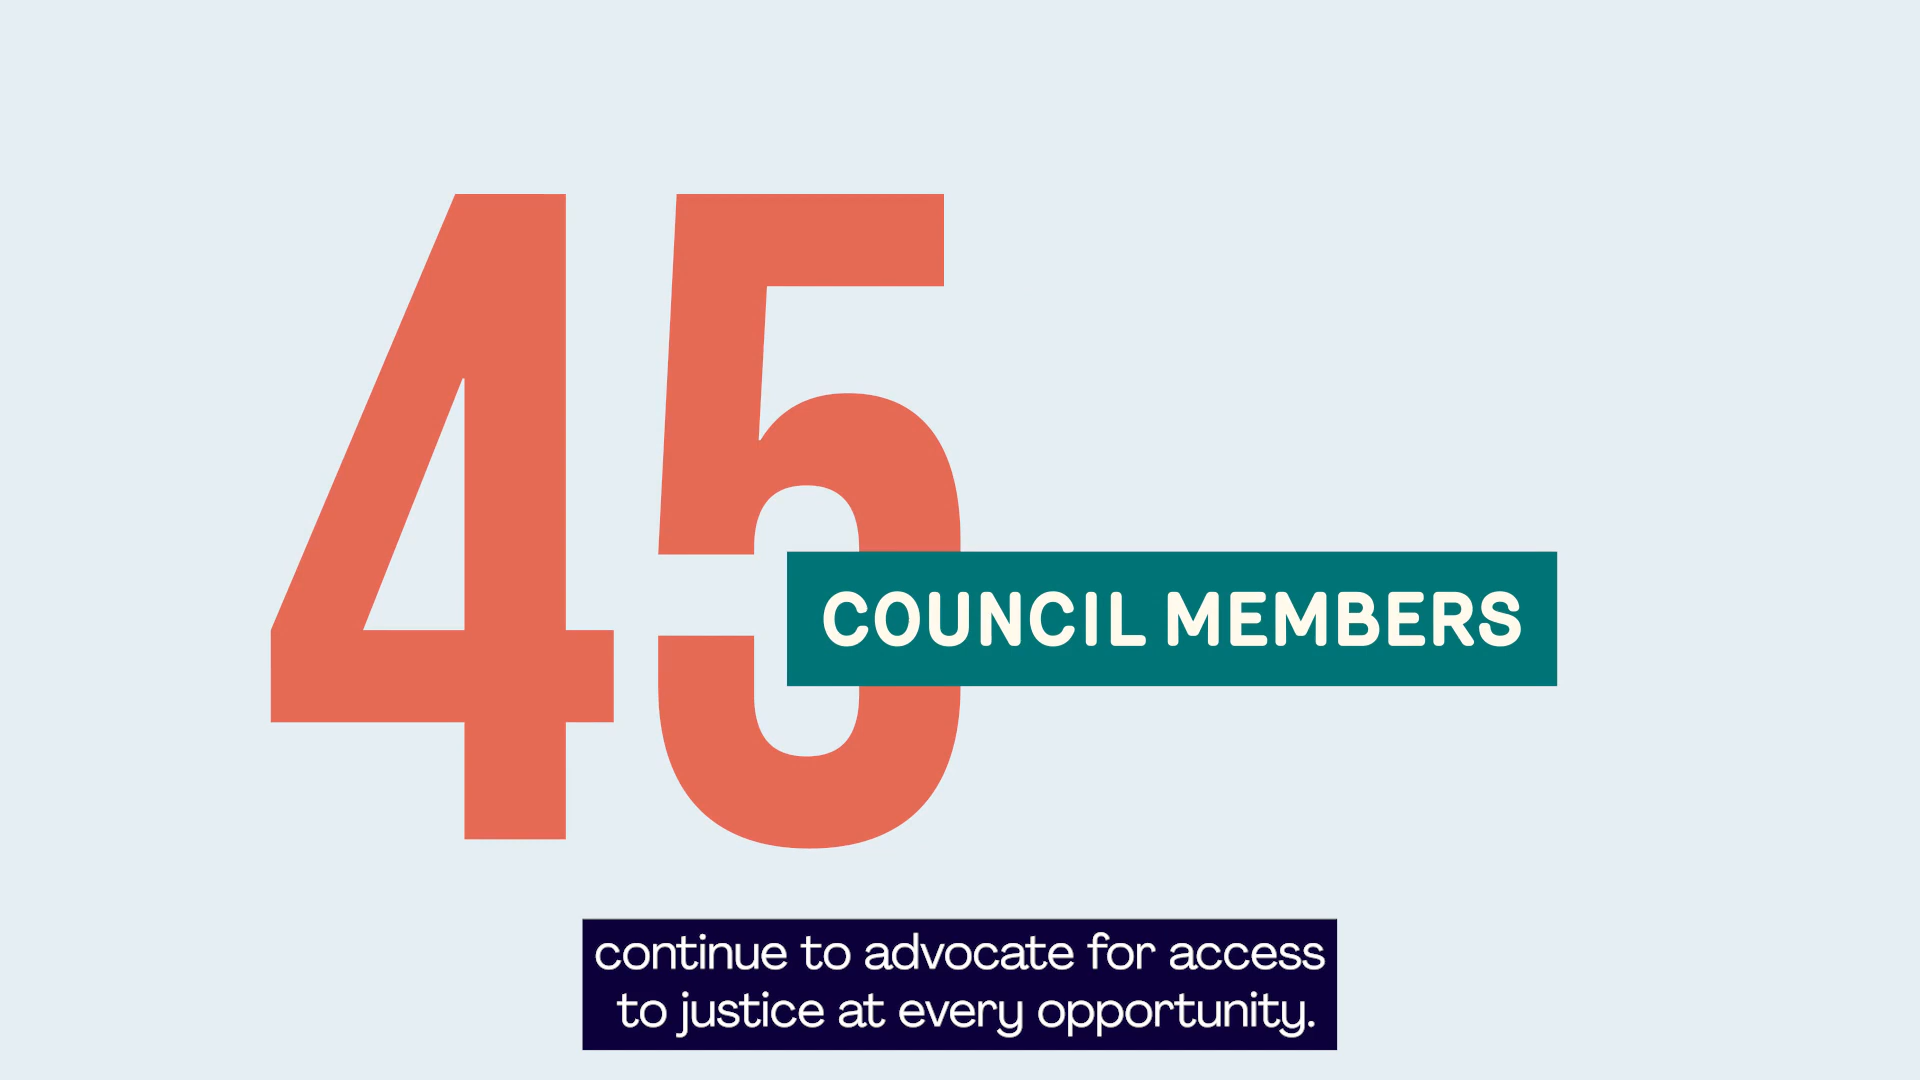 45
COUNCIL MEMBERS
continue to advocate for access
to justice at every opportunity.